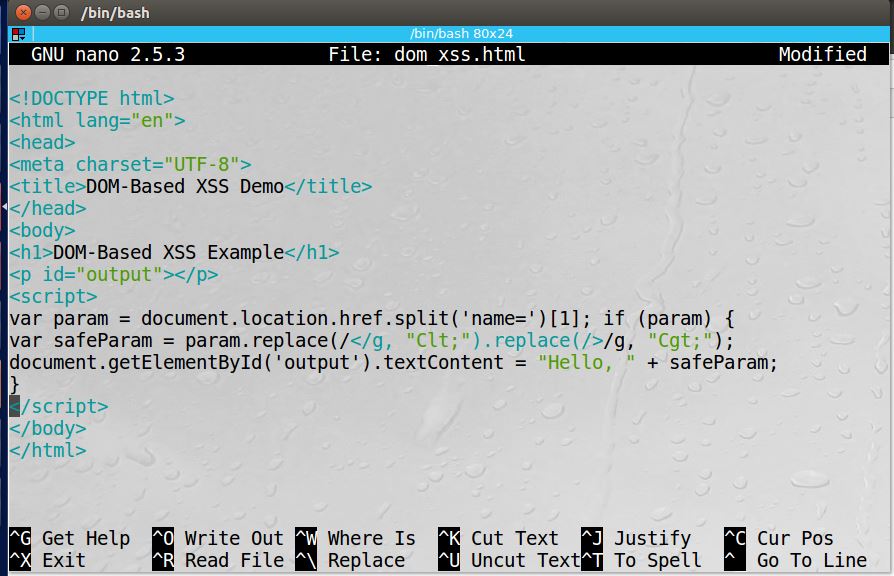 /bin/bash
/bin/bash 80x24
GNU nano 2.5.3 File: dom_xss.html Modified
<!DOCTYPE html>
<html lang="en">
<head>
<meta charset="UTF-8">
<title>DOM-Based XSS Demo</title>
</head>
<body>
<h1>DOM-Based XSS Example</h1>
<p id="output"></p>
<script>
var param = document.location.href.split('name=')[1]; if (param) {
var safeParam = param.replace(/</g, "Clt;").replace(/>/g, "Cgt;");
document.getElementById('output').textContent = "Hello, " + safeParam;
}
</script>
</body>
</html>
^G Get Help ^O Write Out ^W Where Is ^K Cut Text ^J Justify ^C Cur Pos
^X Exit ^R Read File ^\ Replace ^U Uncut Text ^T To Spell ^_ Go To Line